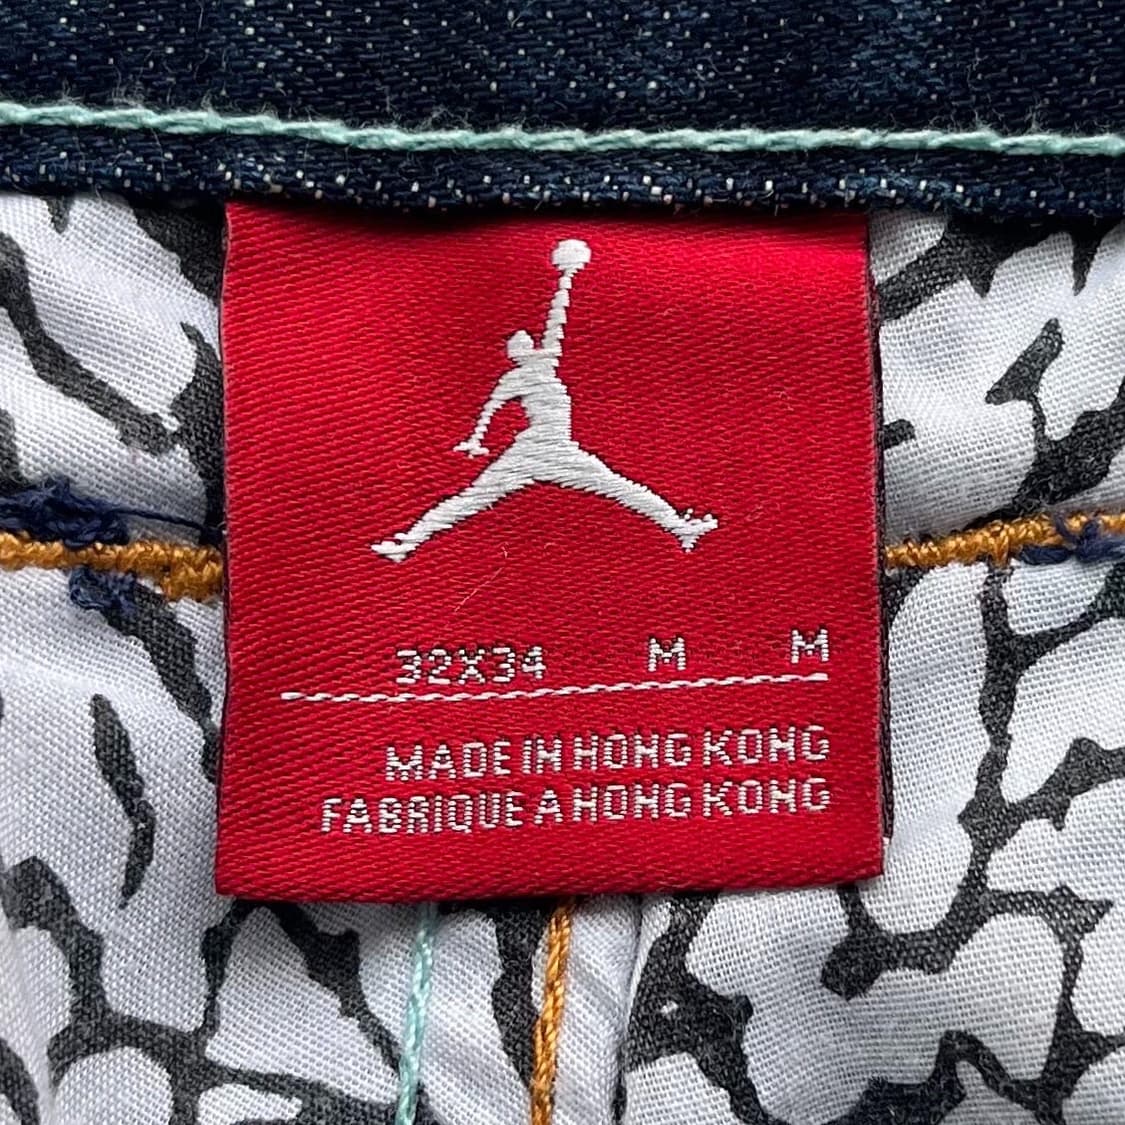 32X34 M M
MADE IN HONG KONG
FABRIQUE A HONG KONG